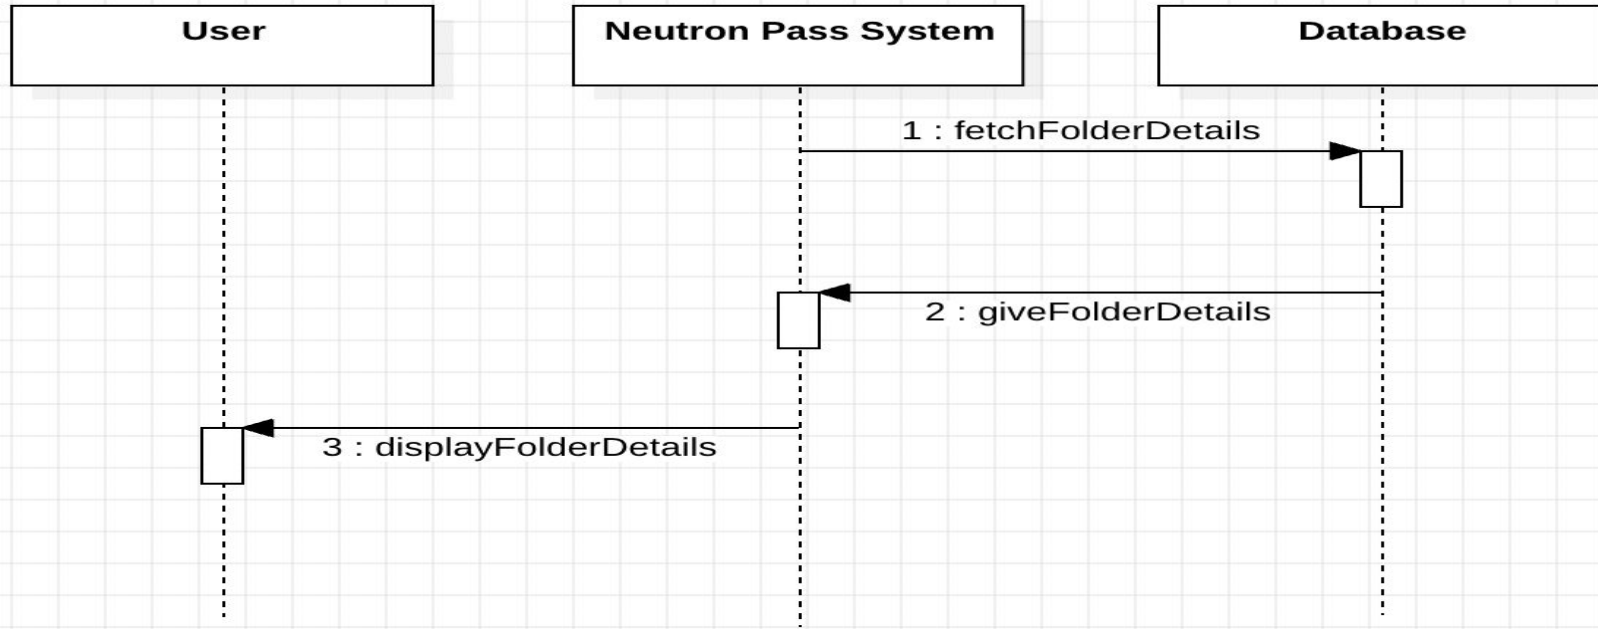 User
Neutron Pass System
Database
1 : fetchFolderDetails
2 : giveFolderDetails
3 : displayFolderDetails